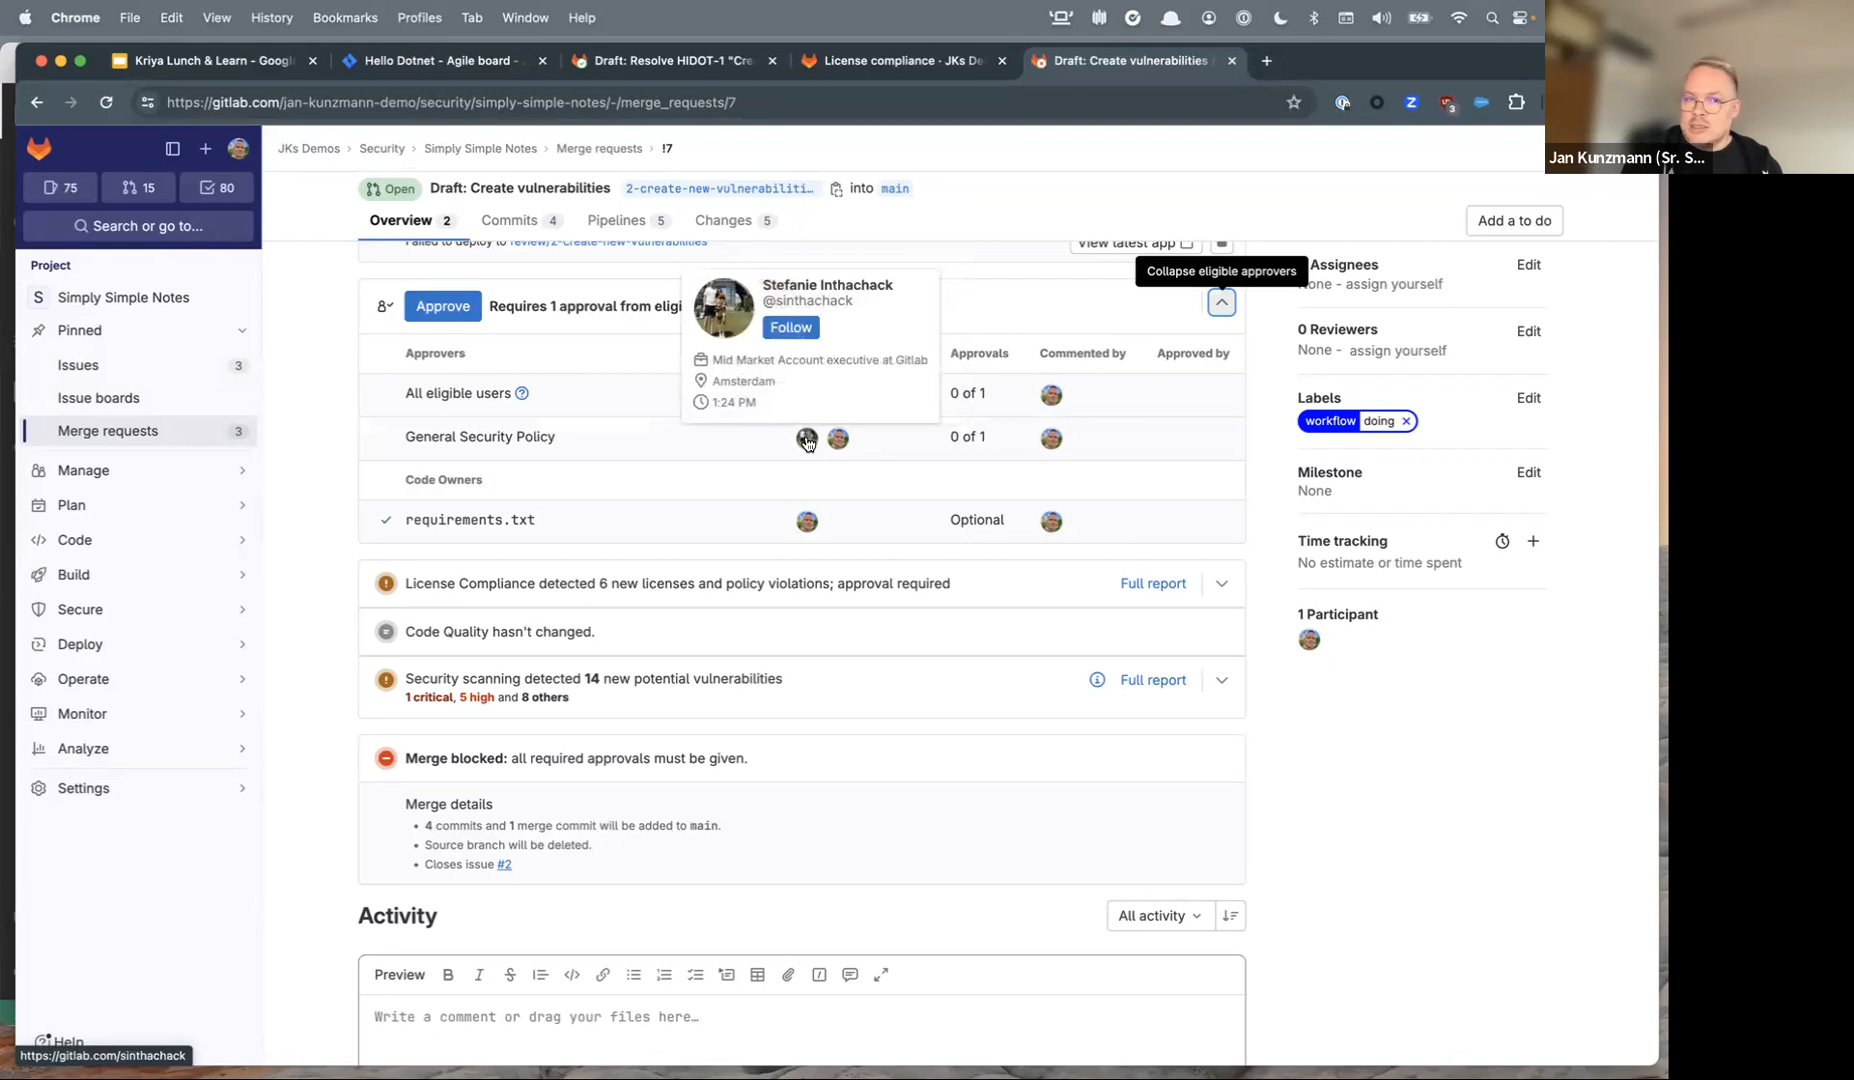 Chrome File Edit View History Bookmarks Profiles Tab Window Help
Kriya Lunch & Learn - Google
Hello Dotnet - Agile board -
Draft: Resolve HIDOT-1 "Cre
License compliance · JKs De
Draft: Create vulnerabilities
https://gitlab.com/jan-kunzmann-demo/security/simply-simple-notes/-/merge_requests/7
3
Jan Kunzmann (Sr. S...
75
15
80
Search or go to...
Project
S Simply Simple Notes
Pinned
Issues 3
Issue boards
Merge requests 3
Manage
Plan
Code
Build
Secure
Deploy
Operate
Monitor
Analyze
Settings
Help
https://gitlab.com/sinthachack
JKs Demos > Security > Simply Simple Notes > Merge requests > !7
Open Draft: Create vulnerabilities 2-create-new-vulnerabiliti… into main
Overview 2 Commits 4 Pipelines 5 Changes 5
Add a to do
Failed to deploy to review/2-create-new-vulnerabilities
View latest app
Collapse eligible approvers
Approve Requires 1 approval from eligi
Stefanie Inthachack
@sinthachack
Follow
Mid Market Account executive at Gitlab
Amsterdam
1:24 PM
Approvers Approvals Commented by Approved by
All eligible users 0 of 1
General Security Policy 0 of 1
Code Owners
requirements.txt Optional
License Compliance detected 6 new licenses and policy violations; approval required Full report
Code Quality hasn't changed.
Security scanning detected 14 new potential vulnerabilities Full report
1 critical, 5 high and 8 others
Merge blocked: all required approvals must be given.
Merge details
• 4 commits and 1 merge commit will be added to main.
• Source branch will be deleted.
• Closes issue #2
Activity
All activity
Preview
Write a comment or drag your files here…
Assignees Edit
None - assign yourself
0 Reviewers Edit
None - assign yourself
Labels Edit
workflow doing
Milestone Edit
None
Time tracking
No estimate or time spent
1 Participant